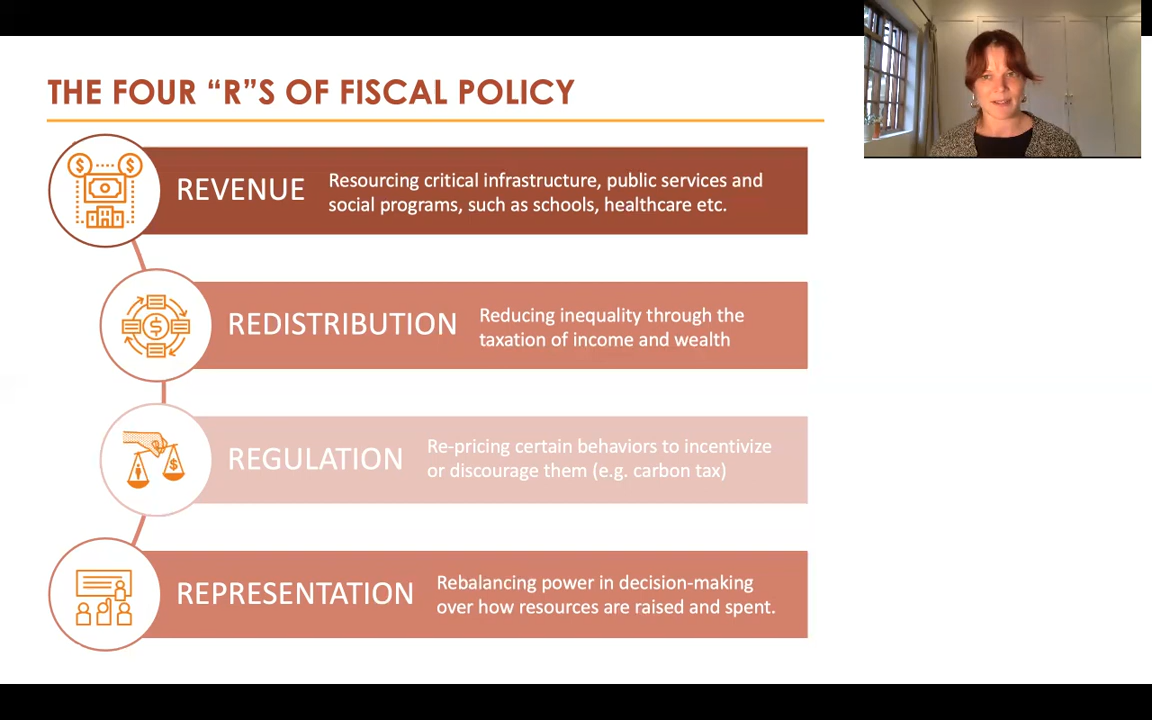 THE FOUR “R”S OF FISCAL POLICY
REVENUE
Resourcing critical infrastructure, public services and
social programs, such as schools, healthcare etc.
REDISTRIBUTION
Reducing inequality through the
taxation of income and wealth
REGULATION
Re-pricing certain behaviors to incentivize
or discourage them (e.g. carbon tax)
REPRESENTATION
Rebalancing power in decision-making
over how resources are raised and spent.